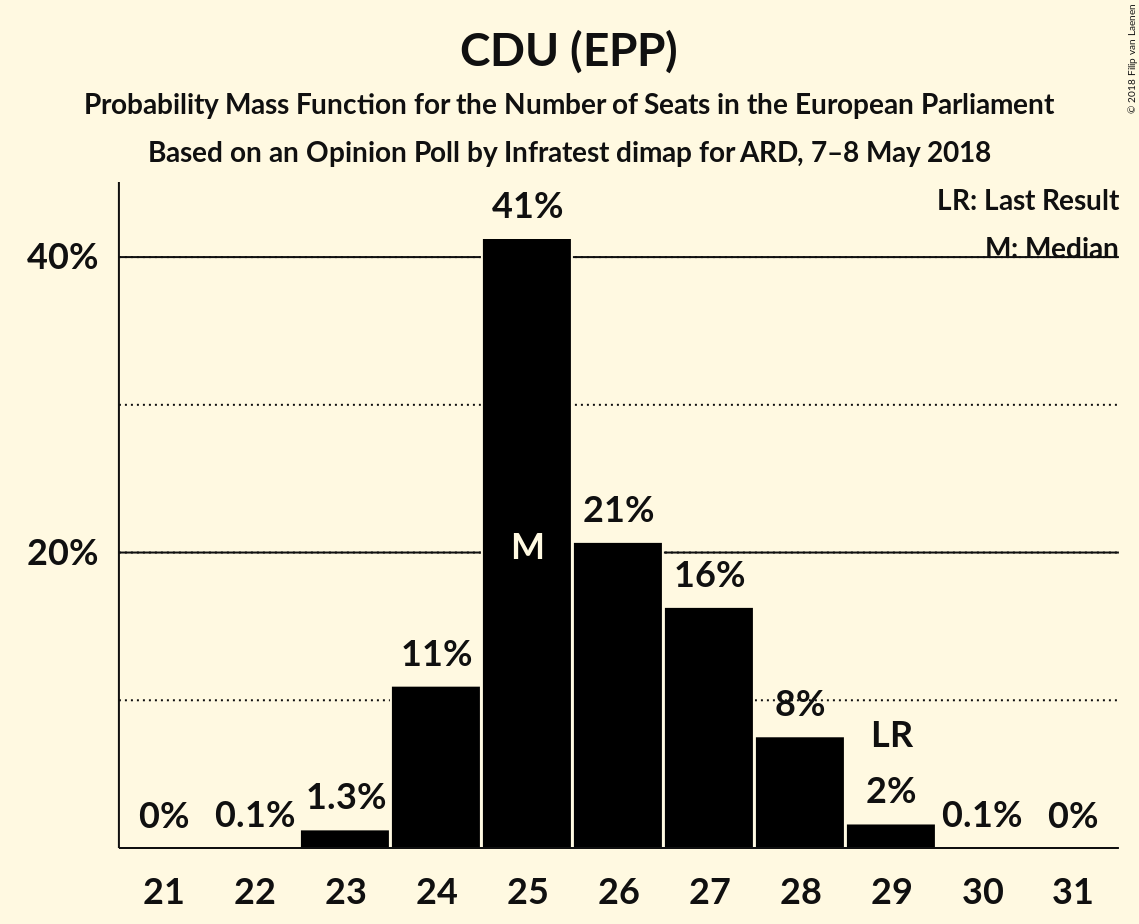 CDU (EPP)
Probability Mass Function for the Number of Seats in the European Parliament
Based on an Opinion Poll by Infratest dimap for ARD, 7–8 May 2018
© 2018 Filip van Laenen
LR: Last Result
M: Median
40%
20%
0%
0.1%
1.3%
11%
41%
M
21%
16%
8%
LR
2%
0.1%
0%
21 22 23 24 25 26 27 28 29 30 31